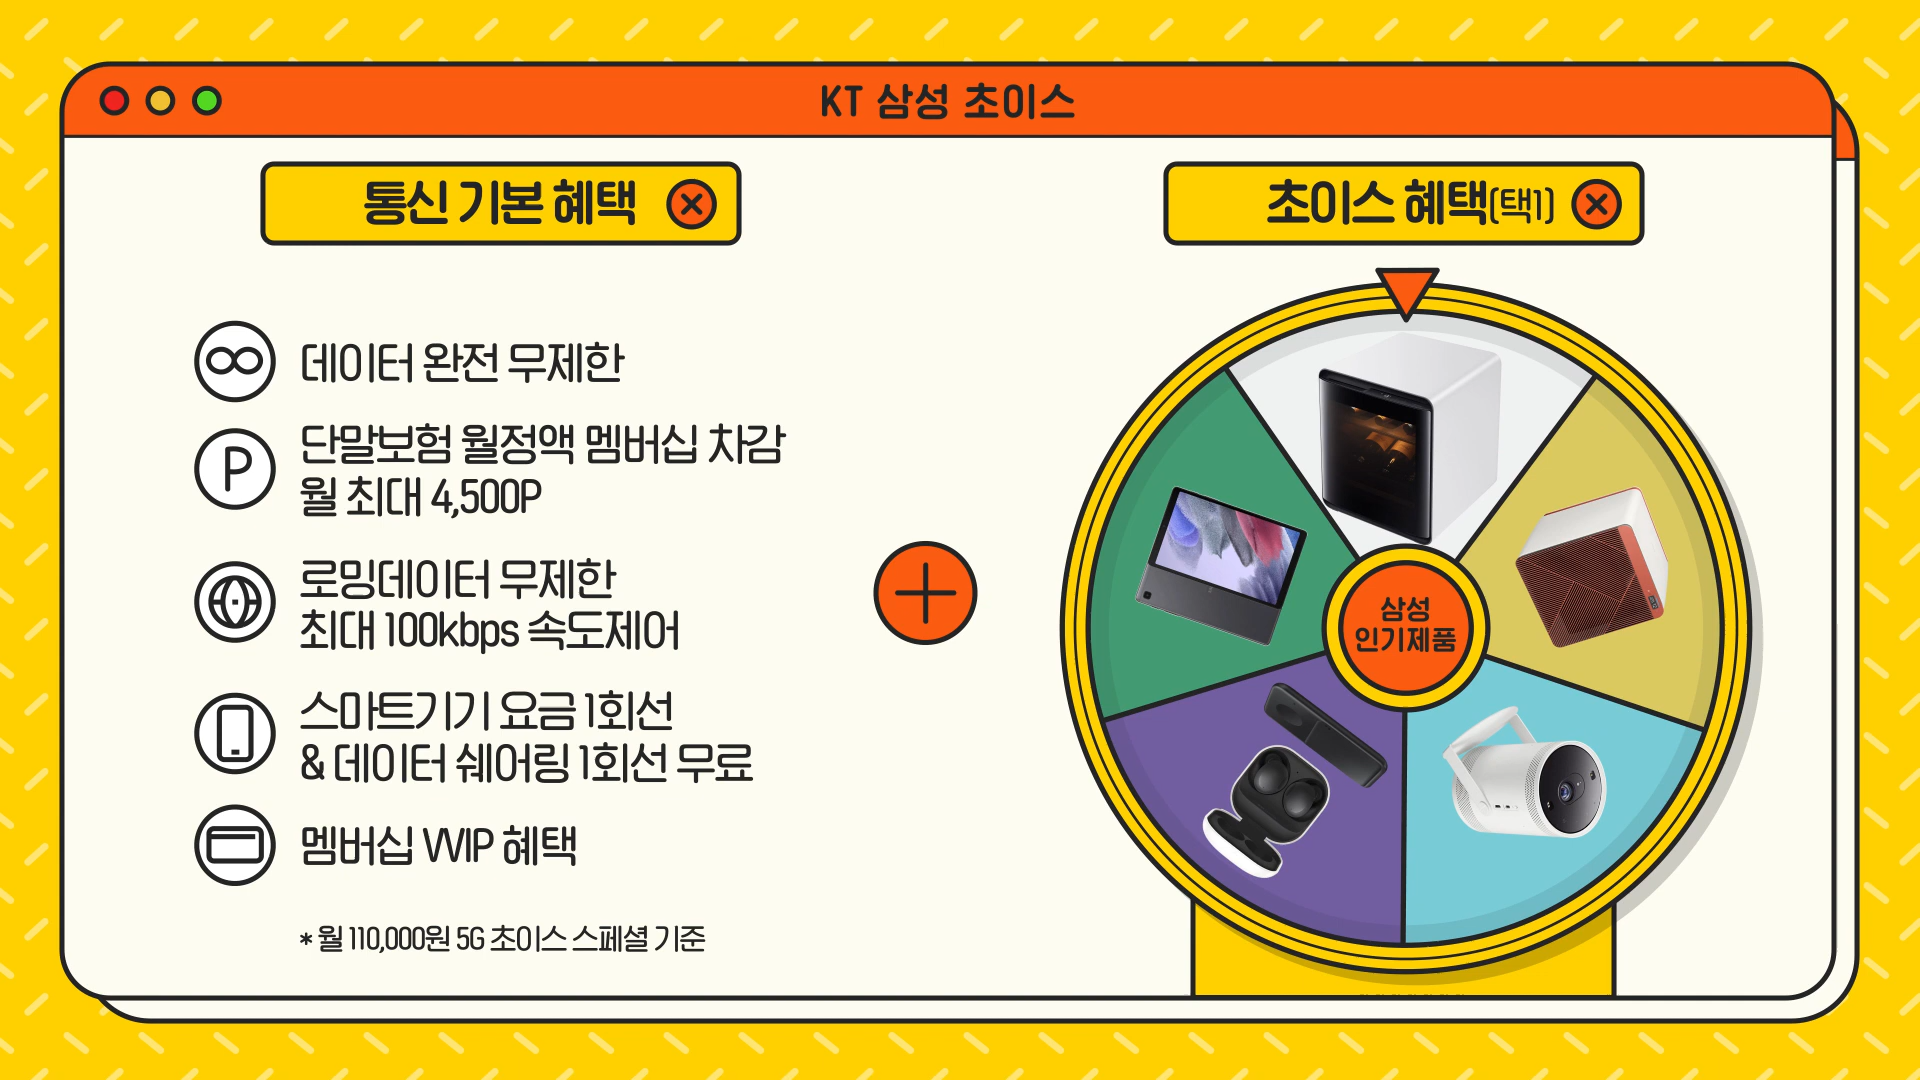 KT 삼성 초이스
통신 기본 혜택
데이터 완전 무제한
단말보험 월정액 멤버십 차감
P
월 최대 4,500P
로밍데이터 무제한
최대 100kbps 속도제어
스마트기기 요금 1회선
& 데이터 쉐어링 1회선 무료
멤버십 VVIP 혜택
* 월 110,000원 5G 초이스 스페셜 기준
초이스 혜택(택1)
삼성
인기제품